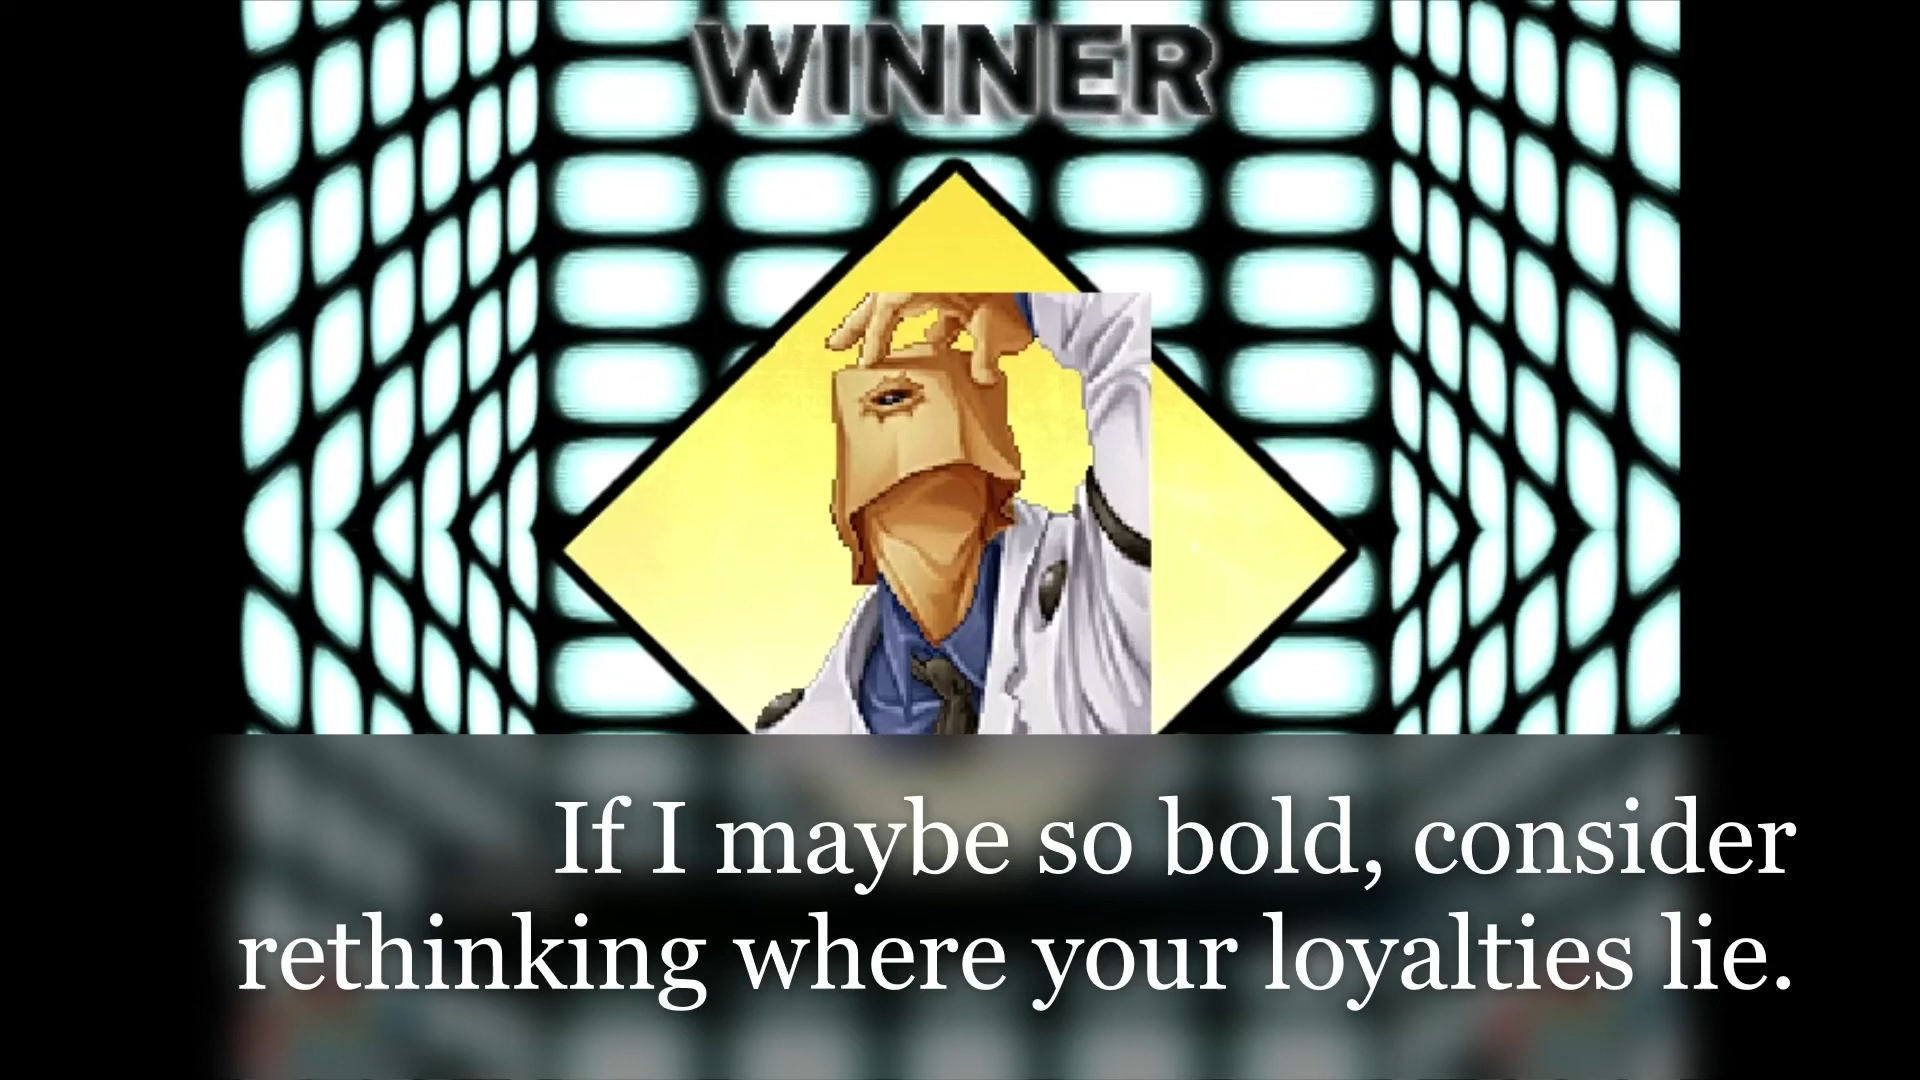 WINNER
If I maybe so bold, consider
rethinking where your loyalties lie.